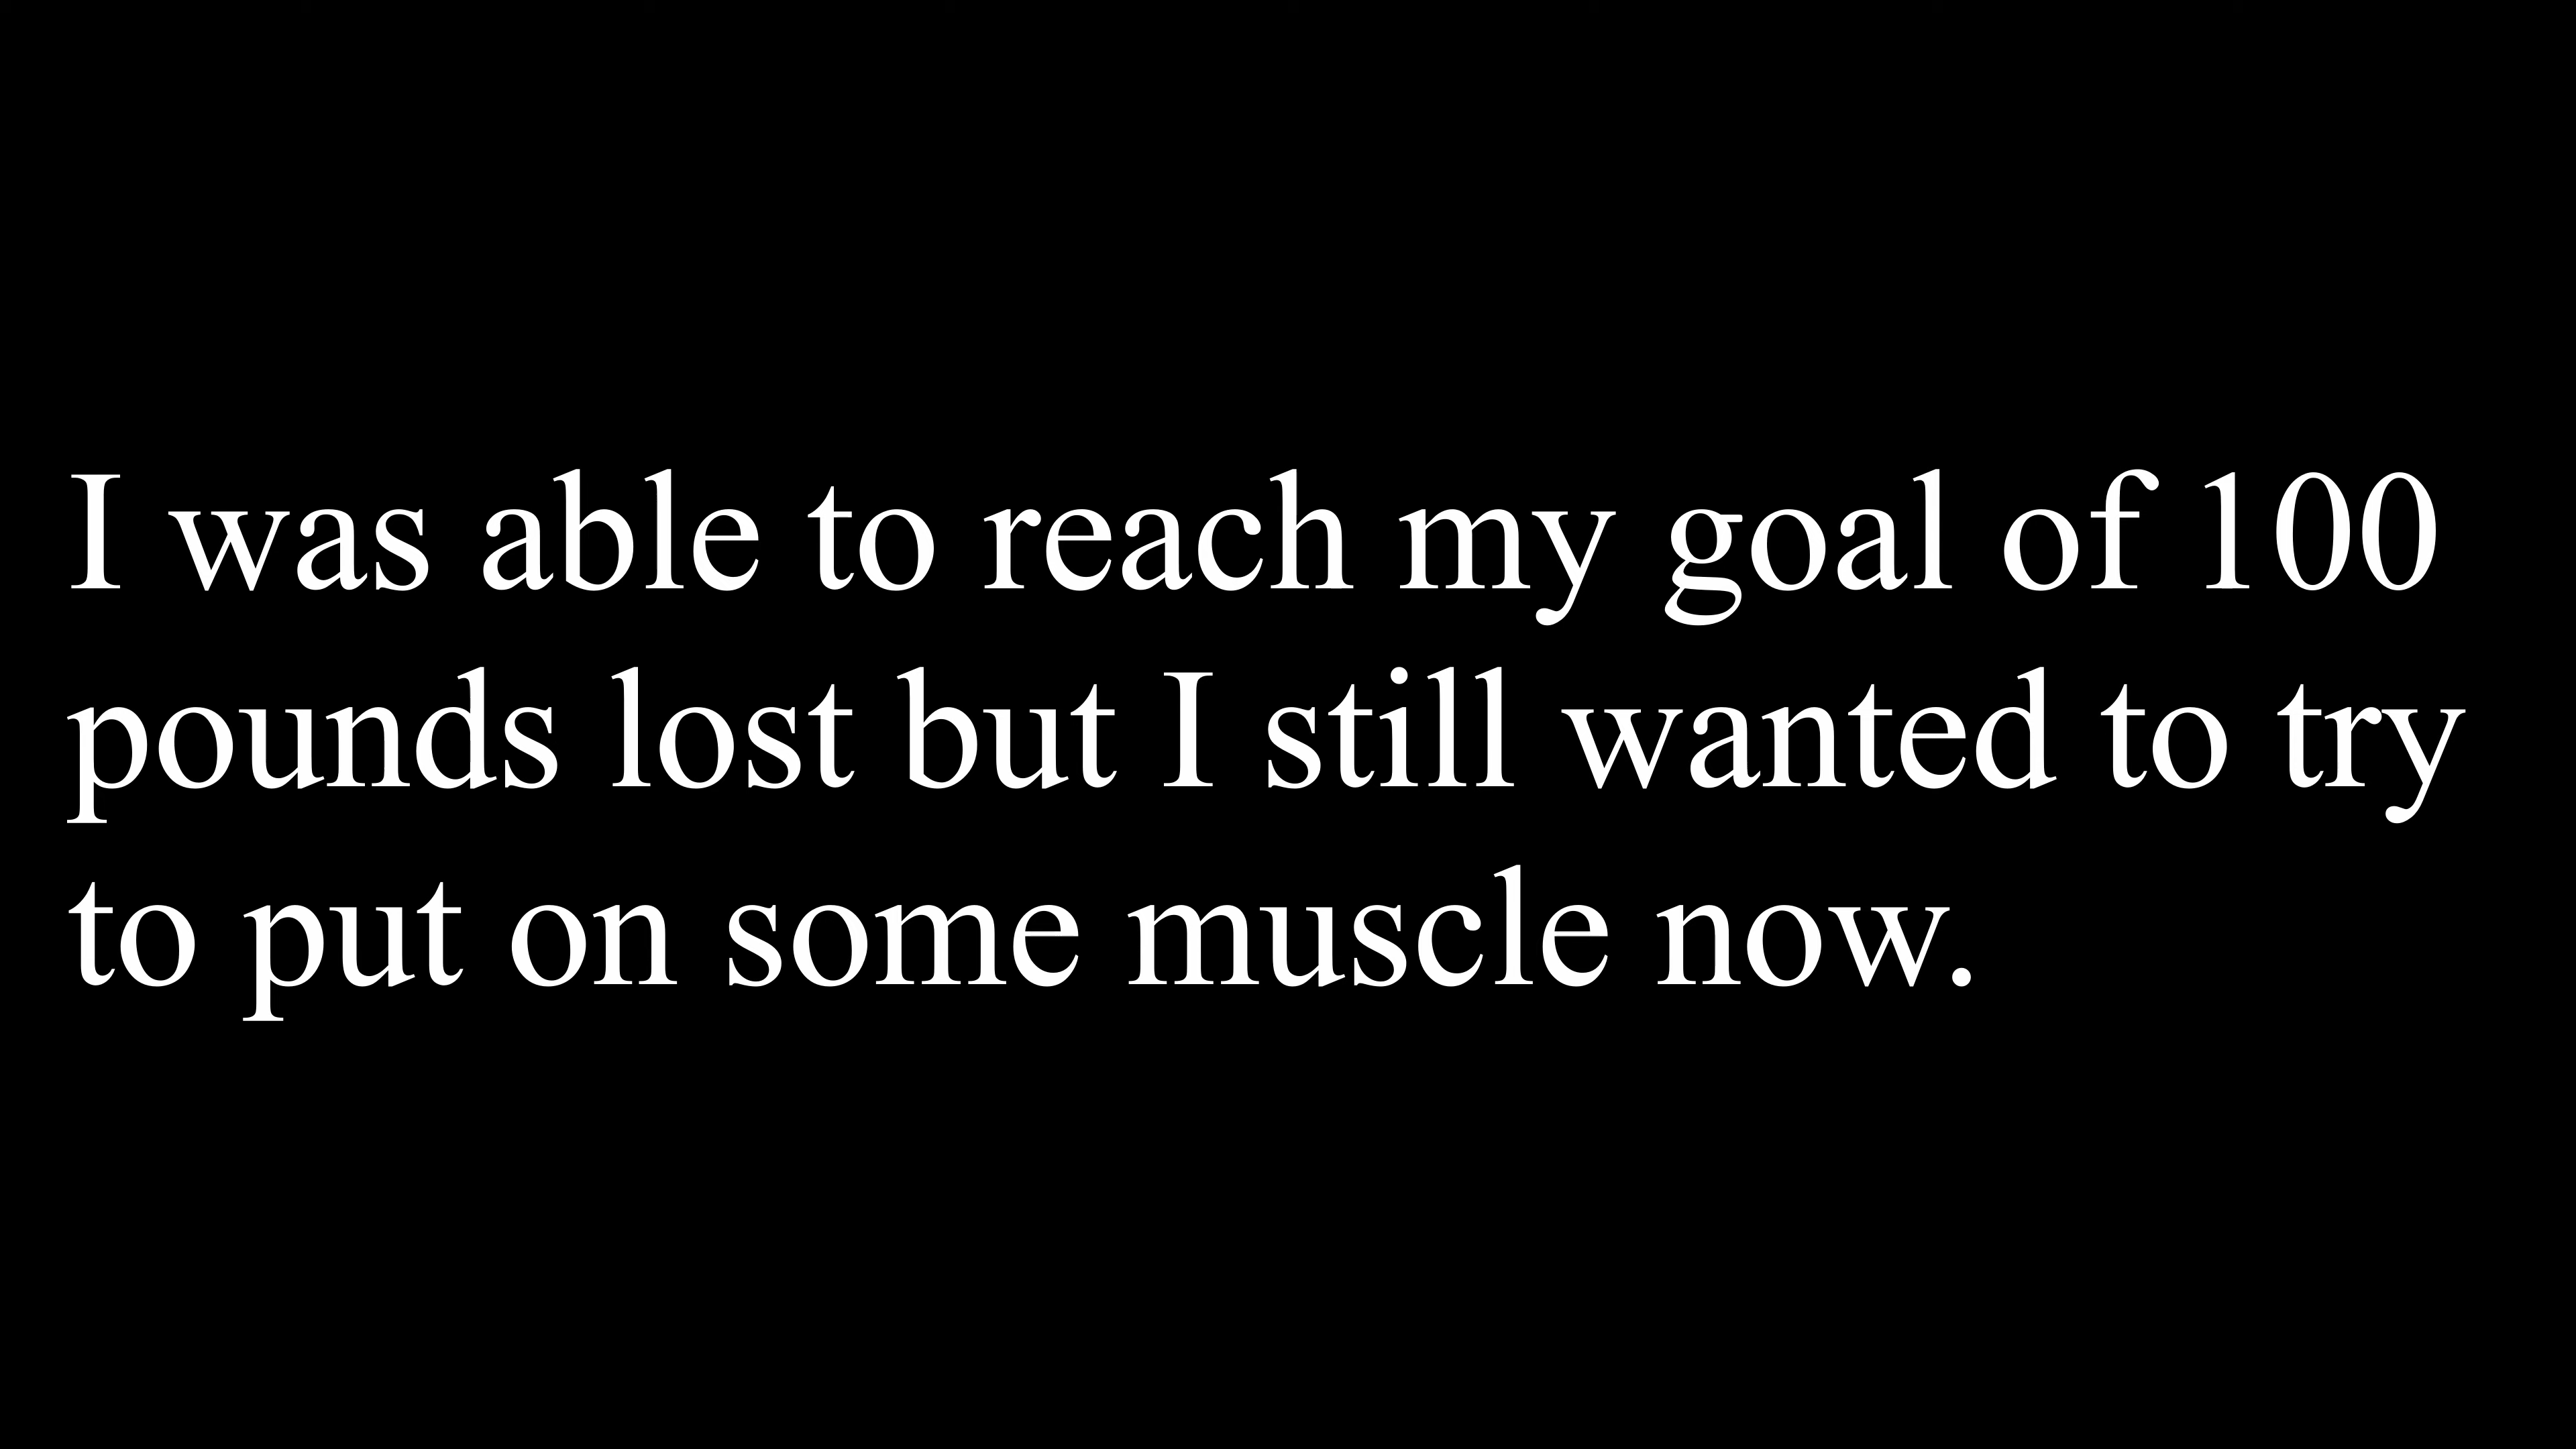 I was able to reach my goal of 100
pounds lost but I still wanted to try
to put on some muscle now.